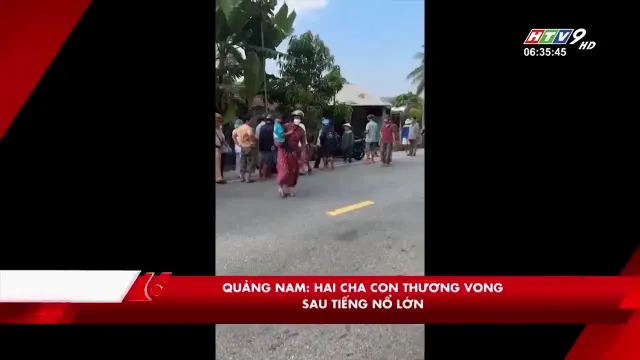 HTV9 HD
06:35:45
QUẢNG NAM: HAI CHA CON THƯƠNG VONG
SAU TIẾNG NỔ LỚN